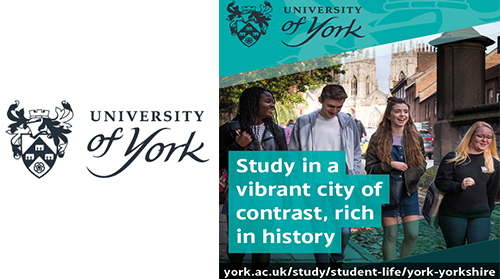 UNIVERSITY
of York
UNIVERSITY
of York
Study in a
vibrant city of
contrast, rich
in history
york.ac.uk/study/student-life/york-yorkshire